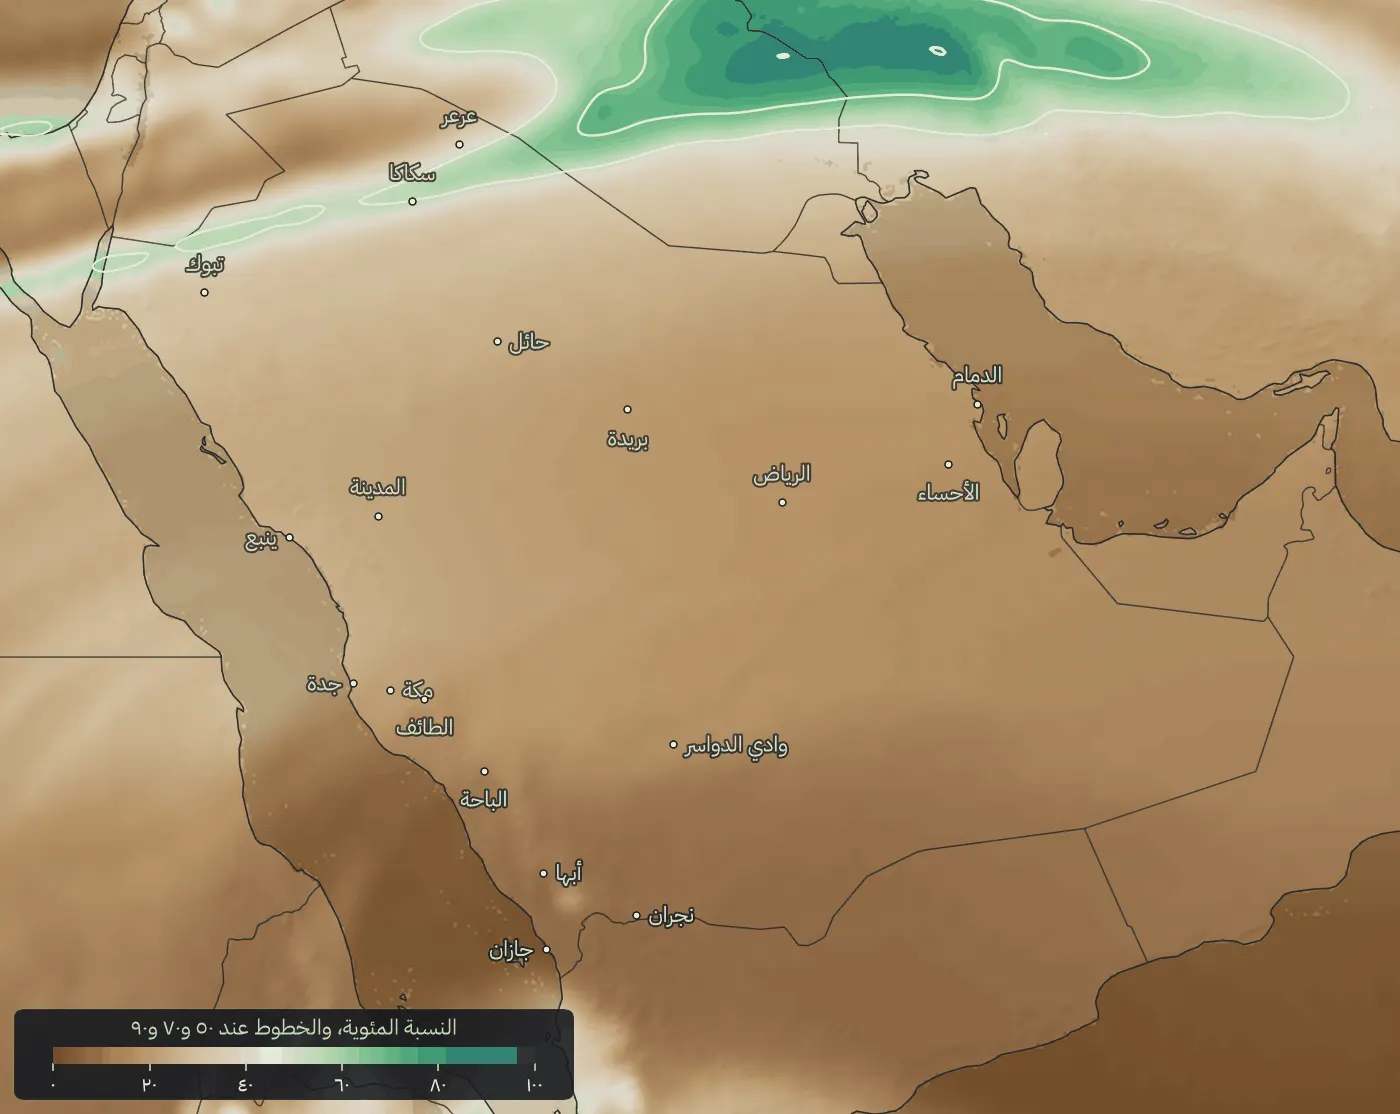 عرعر
سكاكا
تبوك
حائل
الدمام
بريدة
الرياض
الأحساء
المدينة
ينبع
جدة
مكة
الطائف
وادي الدواسر
الباحة
أبها
نجران
جازان
النسبة المئوية، والخطوط عند ٥٠ و٧٠ و٩٠
٠ ٢٠ ٤٠ ٦٠ ٨٠ ١٠٠